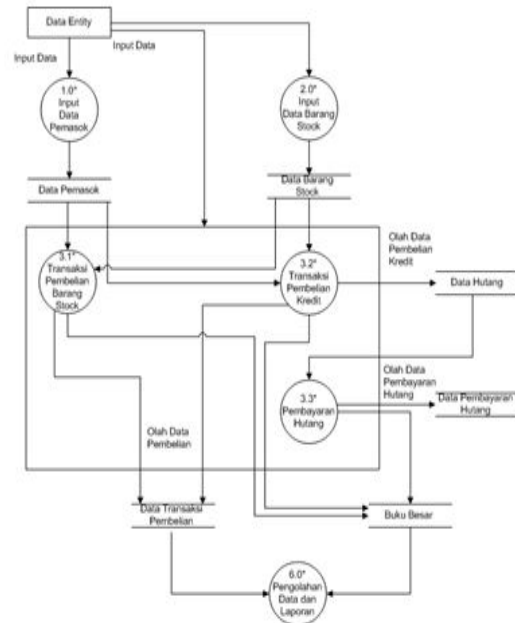 Data Entity
Input Data
Input Data
1.0*
Input
Data
Pemasok
2.0*
Input
Data Barang
Stock
Data Pemasok
Data Barang
Stock
3.1*
Transaksi
Pembelian
Barang
Stock
3.2*
Transaksi
Pembelian
Kredit
Olah Data
Pembelian
Kredit
Data Hutang
3.3*
Pembayaran
Hutang
Olah Data
Pembayaran
Hutang
Data Pembayaran
Hutang
Olah Data
Pembelian
Data Transaksi
Pembelian
Buku Besar
6.0*
Pengolahan
Data dan
Laporan